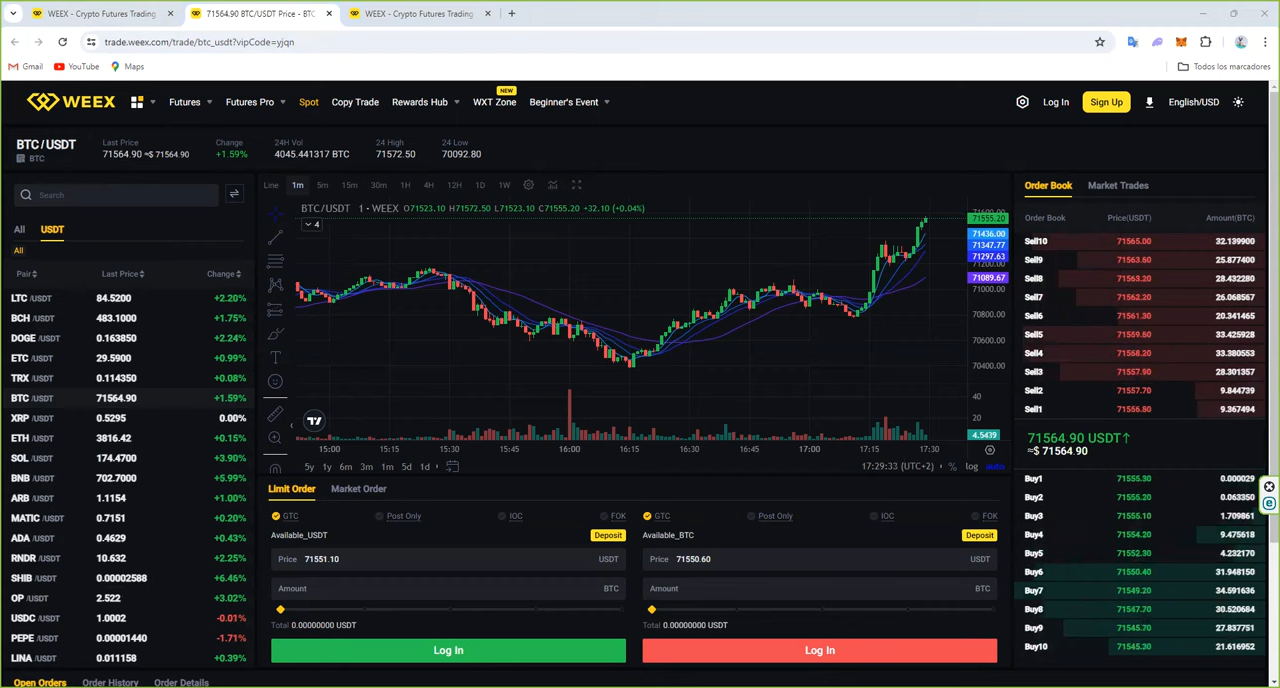 WEEX - Crypto Futures Trading
71564.90 BTC/USDT Price - BTC
WEEX - Crypto Futures Trading
trade.weex.com/trade/btc_usdt?vipCode=yjqn
Gmail YouTube Maps Todos los marcadores
WEEX Futures Futures Pro Spot Copy Trade Rewards Hub WXT Zone NEW Beginner's Event Log In Sign Up English/USD
BTC/USDT
BTC
Last Price Change 24H Vol 24 High 24 Low
71564.90 ≈$ 71564.90 +1.59% 4045.441317 BTC 71572.50 70092.80
Search
All USDT
All
Pair Last Price Change
LTC /USDT 84.5200 +2.20%
BCH /USDT 483.1000 +1.75%
DOGE /USDT 0.163850 +2.24%
ETC /USDT 29.5900 +0.99%
TRX /USDT 0.114350 +0.08%
BTC /USDT 71564.90 +1.59%
XRP /USDT 0.5295 0.00%
ETH /USDT 3816.42 +0.15%
SOL /USDT 174.4700 +3.90%
BNB /USDT 702.7000 +5.99%
ARB /USDT 1.1154 +1.00%
MATIC /USDT 0.7151 +0.20%
ADA /USDT 0.4629 +0.43%
RNDR /USDT 10.632 +2.25%
SHIB /USDT 0.00002588 +6.46%
OP /USDT 2.522 +3.02%
USDC /USDT 1.0002 -0.01%
PEPE /USDT 0.00001440 -1.71%
LINA /USDT 0.011158 +0.39%
Line 1m 5m 15m 30m 1H 4H 12H 1D 1W
BTC/USDT · 1 · WEEX O71523.10 H71572.50 L71523.10 C71555.20 +32.10 (+0.04%)
4
71555.20
71436.00
71347.77
71297.63
71089.67
71000.00
70800.00
70600.00
70400.00
40
20
4.5439
15:00 15:15 15:30 15:45 16:00 16:15 16:30 16:45 17:00 17:15 17:30
5y 1y 6m 3m 1m 5d 1d 17:29:33 (UTC+2) % log auto
Limit Order Market Order
GTC Post Only IOC FOK
Available_USDT Deposit
Price 71551.10 USDT
Amount BTC
Total 0.00000000 USDT
Log In
GTC Post Only IOC FOK
Available_BTC Deposit
Price 71550.60 USDT
Amount BTC
Total 0.00000000 USDT
Log In
Order Book Market Trades
Order Book Price(USDT) Amount(BTC)
Sell10 71565.00 32.139900
Sell9 71563.60 25.877400
Sell8 71563.20 28.432280
Sell7 71562.20 26.068567
Sell6 71561.30 20.341465
Sell5 71559.60 33.425928
Sell4 71568.20 33.380553
Sell3 71557.90 28.301357
Sell2 71557.70 9.844739
Sell1 71556.80 9.367494
71564.90 USDT↑
≈$ 71564.90
Buy1 71555.30 0.000029
Buy2 71555.20 0.063350
Buy3 71555.10 1.709861
Buy4 71554.20 9.475618
Buy5 71552.30 4.232170
Buy6 71550.40 31.948150
Buy7 71549.20 34.591636
Buy8 71547.70 30.520684
Buy9 71545.70 27.837751
Buy10 71545.30 21.616952
Open Orders Order History Order Details